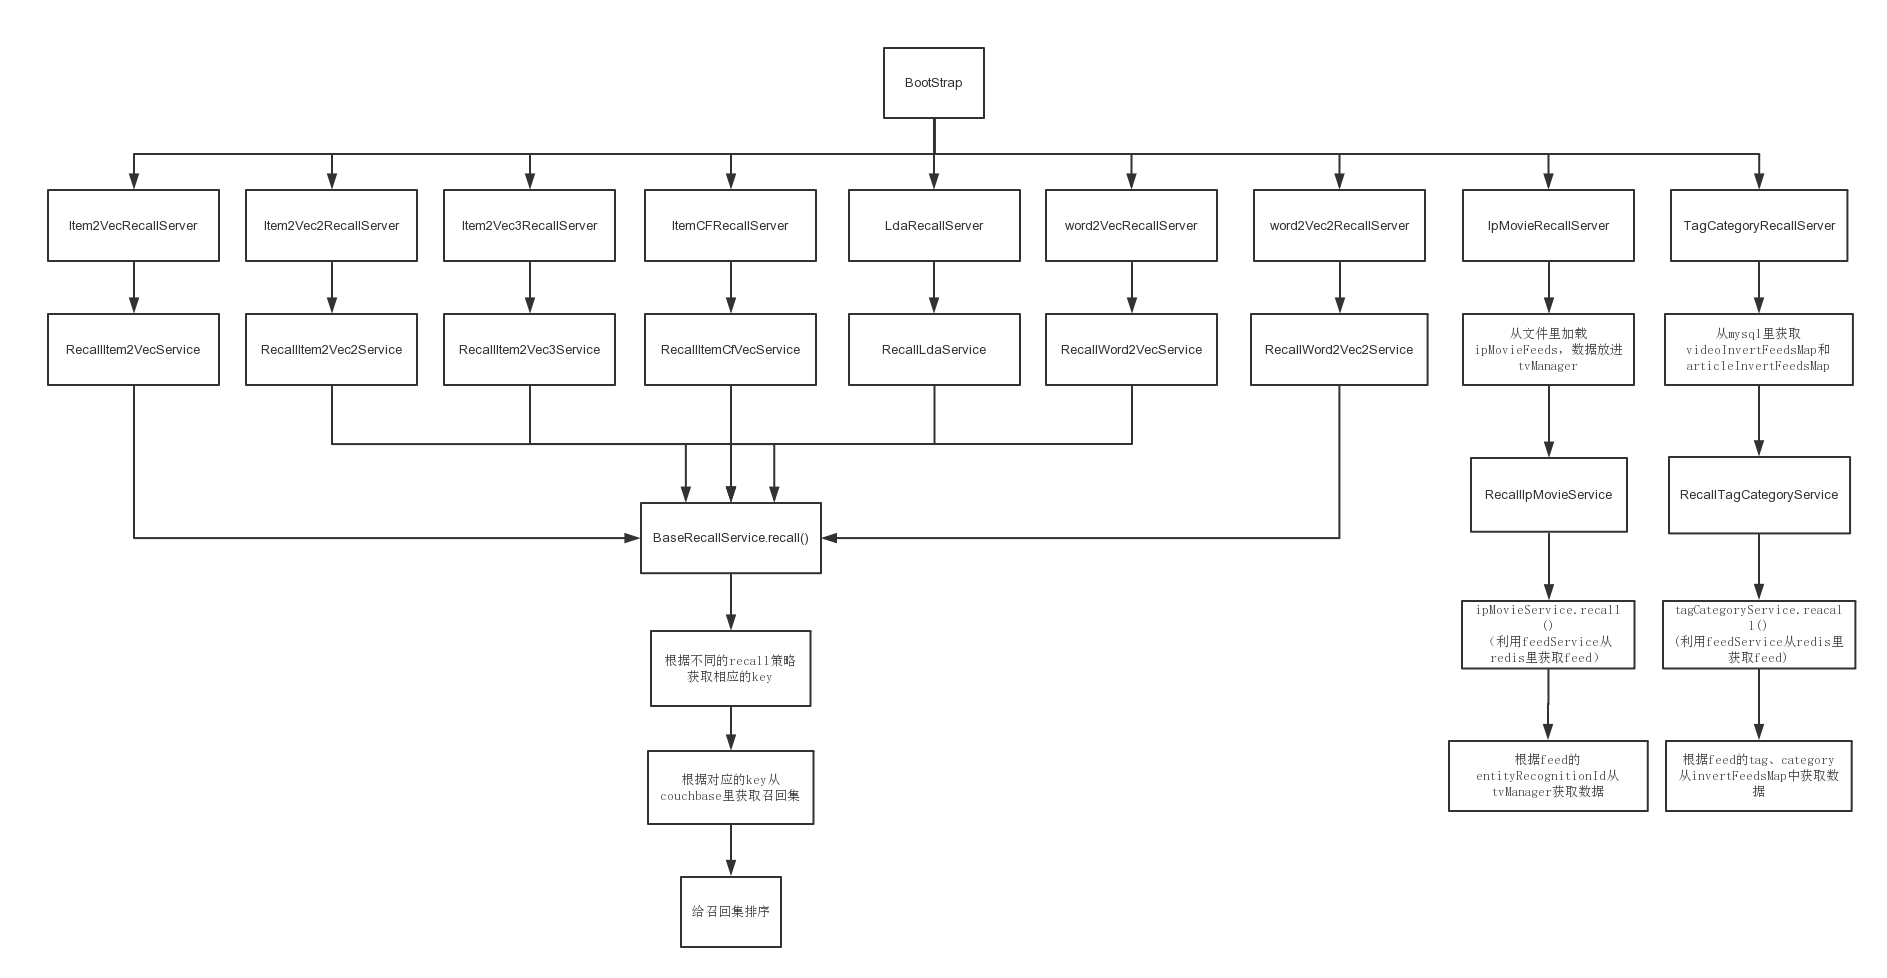 BootStrap
Item2VecRecallServer
Item2Vec2RecallServer
Item2Vec3RecallServer
ItemCFRecallServer
LdaRecallServer
word2VecRecallServer
word2Vec2RecallServer
IpMovieRecallServer
TagCategoryRecallServer
RecallItem2VecService
RecallItem2Vec2Service
RecallItem2Vec3Service
RecallItemCfVecService
RecallLdaService
RecallWord2VecService
RecallWord2Vec2Service
从文件里加载
ipMovieFeeds，数据放进
tvManager
从mysql里获取
videoInvertFeedsMap和
articleInvertFeedsMap
RecallIpMovieService
RecallTagCategoryService
BaseRecallService.recall()
ipMovieService.recall
()
（利用feedService从
redis里获取feed）
tagCategoryService.reacal
l()
(利用feedService从redis里
获取feed)
根据不同的recall策略
获取相应的key
根据对应的key从
couchbase里获取召回集
根据feed的
entityRecognitionId从
tvManager获取数据
根据feed的tag、category
从invertFeedsMap中获取数
据
给召回集排序